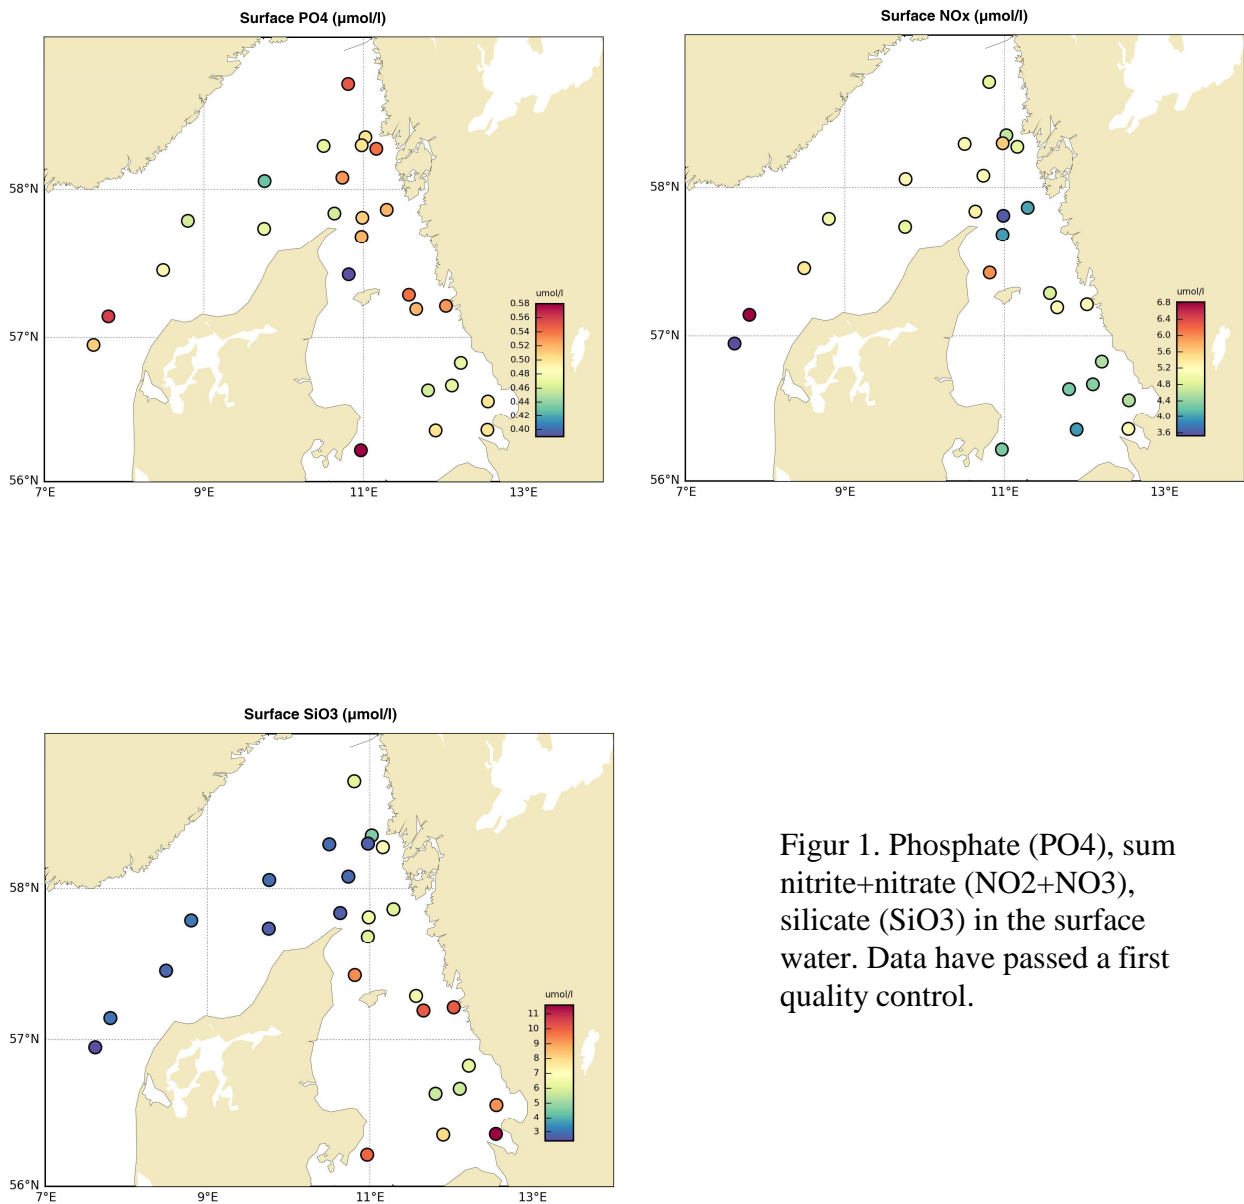 Surface PO4 (µmol/l)
58°N
57°N
56°N
7°E
9°E
11°E
13°E
umol/l
0.58
0.56
0.54
0.52
0.50
0.48
0.46
0.44
0.42
0.40
Surface NOx (µmol/l)
58°N
57°N
56°N
7°E
9°E
11°E
13°E
umol/l
6.8
6.4
6.0
5.6
5.2
4.8
4.4
4.0
3.6
Surface SiO3 (µmol/l)
58°N
57°N
56°N
7°E
9°E
11°E
13°E
umol/l
11
10
9
8
7
6
5
4
3
Figur 1. Phosphate (PO4), sum
nitrite+nitrate (NO2+NO3),
silicate (SiO3) in the surface
water. Data have passed a first
quality control.